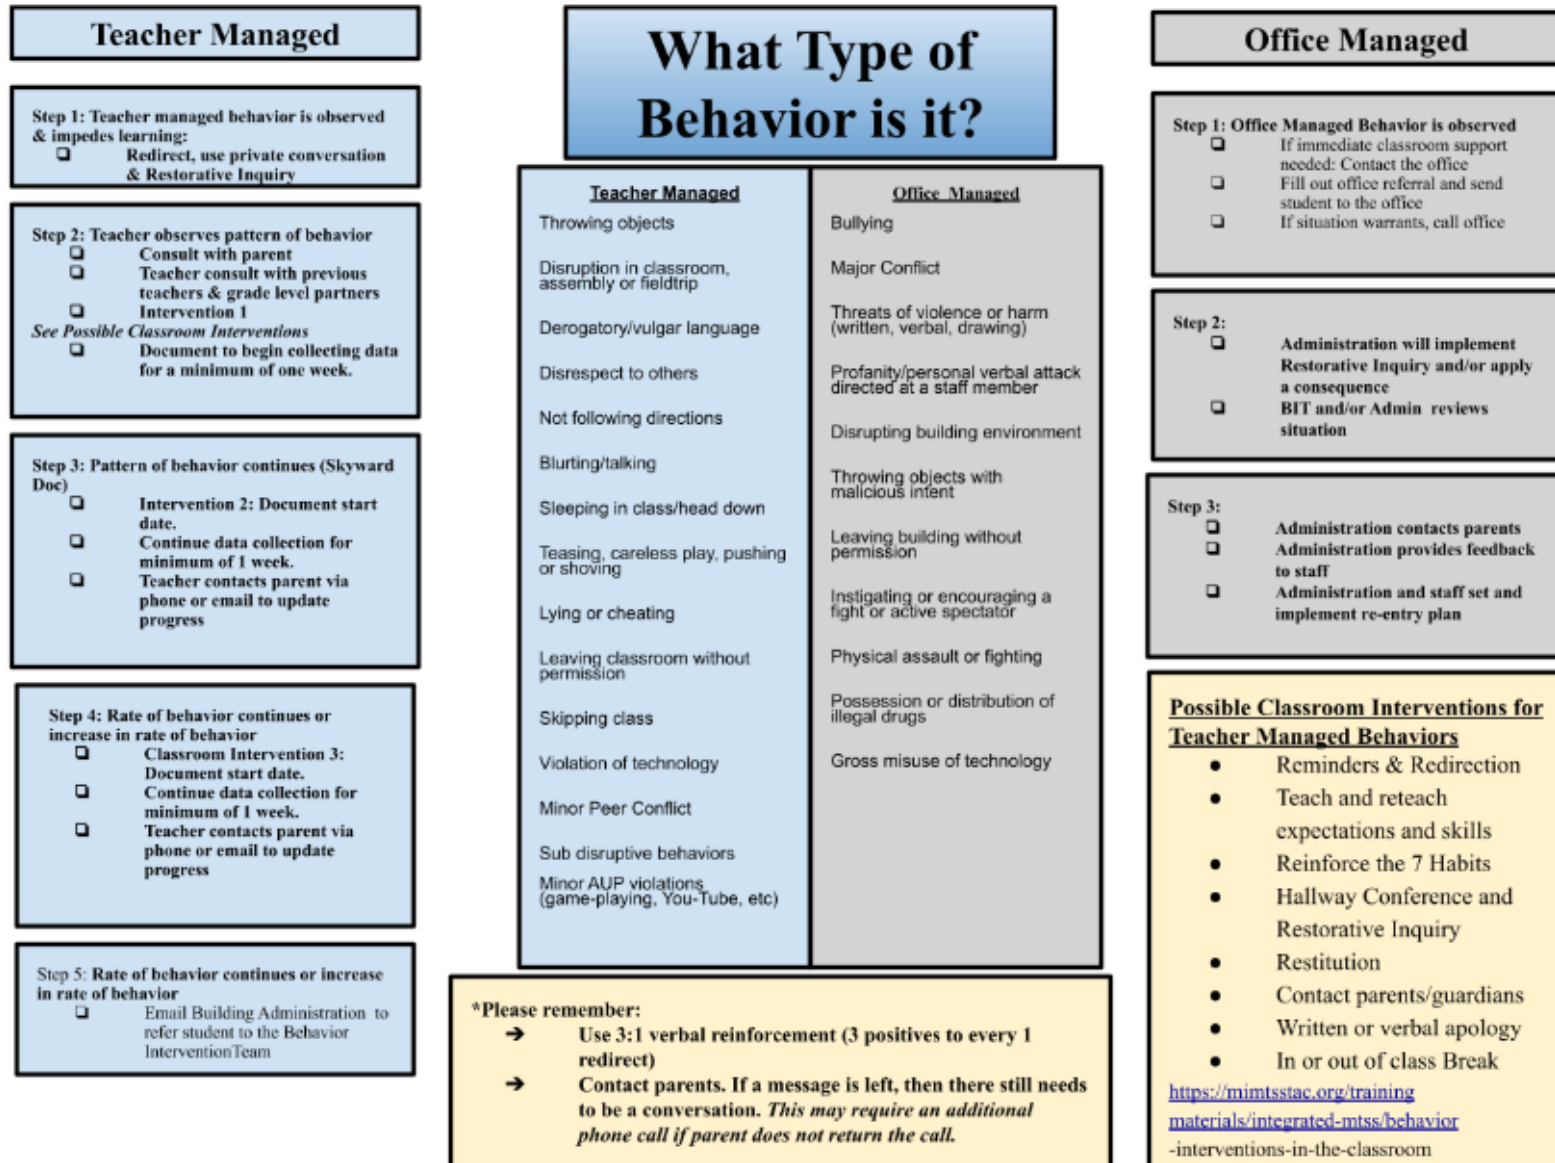 Teacher Managed
Step 1: Teacher managed behavior is observed
& impedes learning:
❑ Redirect, use private conversation
& Restorative Inquiry
Step 2: Teacher observes pattern of behavior
❑ Consult with parent
❑ Teacher consult with previous
teachers & grade level partners
❑ Intervention 1
See Possible Classroom Interventions
❑ Document to begin collecting data
for a minimum of one week.
Step 3: Pattern of behavior continues (Skyward
Doc)
❑ Intervention 2: Document start
date.
❑ Continue data collection for
minimum of 1 week.
❑ Teacher contacts parent via
phone or email to update
progress
Step 4: Rate of behavior continues or
increase in rate of behavior
❑ Classroom Intervention 3:
Document start date.
❑ Continue data collection for
minimum of 1 week.
❑ Teacher contacts parent via
phone or email to update
progress
Step 5: Rate of behavior continues or increase
in rate of behavior
❑ Email Building Administration to
refer student to the Behavior
InterventionTeam
What Type of
Behavior is it?
Teacher Managed
Throwing objects
Disruption in classroom,
assembly or fieldtrip
Derogatory/vulgar language
Disrespect to others
Not following directions
Blurting/talking
Sleeping in class/head down
Teasing, careless play, pushing
or shoving
Lying or cheating
Leaving classroom without
permission
Skipping class
Violation of technology
Minor Peer Conflict
Sub disruptive behaviors
Minor AUP violations
(game-playing, You-Tube, etc)
Office Managed
Bullying
Major Conflict
Threats of violence or harm
(written, verbal, drawing)
Profanity/personal verbal attack
directed at a staff member
Disrupting building environment
Throwing objects with
malicious intent
Leaving building without
permission
Instigating or encouraging a
fight or active spectator
Physical assault or fighting
Possession or distribution of
illegal drugs
Gross misuse of technology
*Please remember:
➔ Use 3:1 verbal reinforcement (3 positives to every 1
redirect)
➔ Contact parents. If a message is left, then there still needs
to be a conversation. This may require an additional
phone call if parent does not return the call.
Office Managed
Step 1: Office Managed Behavior is observed
❑ If immediate classroom support
needed: Contact the office
❑ Fill out office referral and send
student to the office
❑ If situation warrants, call office
Step 2:
❑ Administration will implement
Restorative Inquiry and/or apply
a consequence
❑ BIT and/or Admin reviews
situation
Step 3:
❑ Administration contacts parents
❑ Administration provides feedback
to staff
❑ Administration and staff set and
implement re-entry plan
Possible Classroom Interventions for
Teacher Managed Behaviors
● Reminders & Redirection
● Teach and reteach
expectations and skills
● Reinforce the 7 Habits
● Hallway Conference and
Restorative Inquiry
● Restitution
● Contact parents/guardians
● Written or verbal apology
● In or out of class Break
https://mimtsstac.org/training
materials/integrated-mtss/behavior
-interventions-in-the-classroom